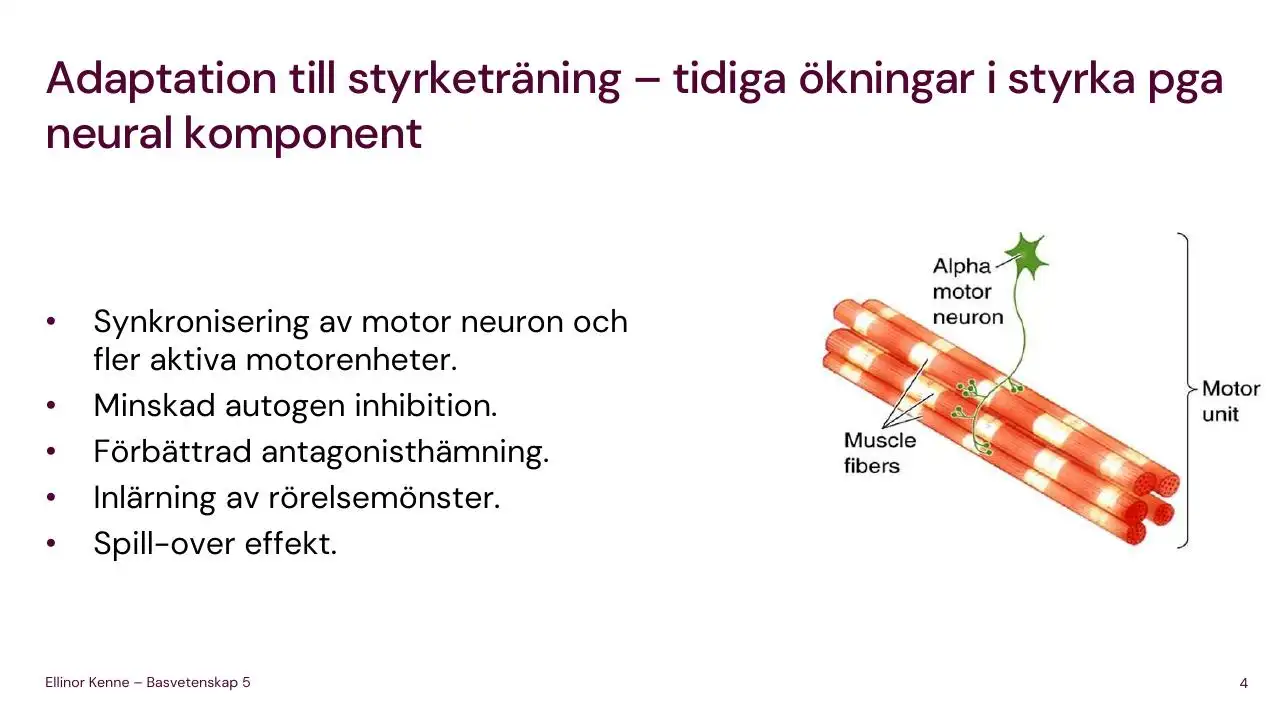 Adaptation till styrketräning – tidiga ökningar i styrka pga
neural komponent
• Synkronisering av motor neuron och
fler aktiva motorenheter.
• Minskad autogen inhibition.
• Förbättrad antagonisthämning.
• Inlärning av rörelsemönster.
• Spill-over effekt.
Alpha
motor
neuron
Muscle
fibers
Motor
unit
Ellinor Kenne – Basvetenskap 5
4